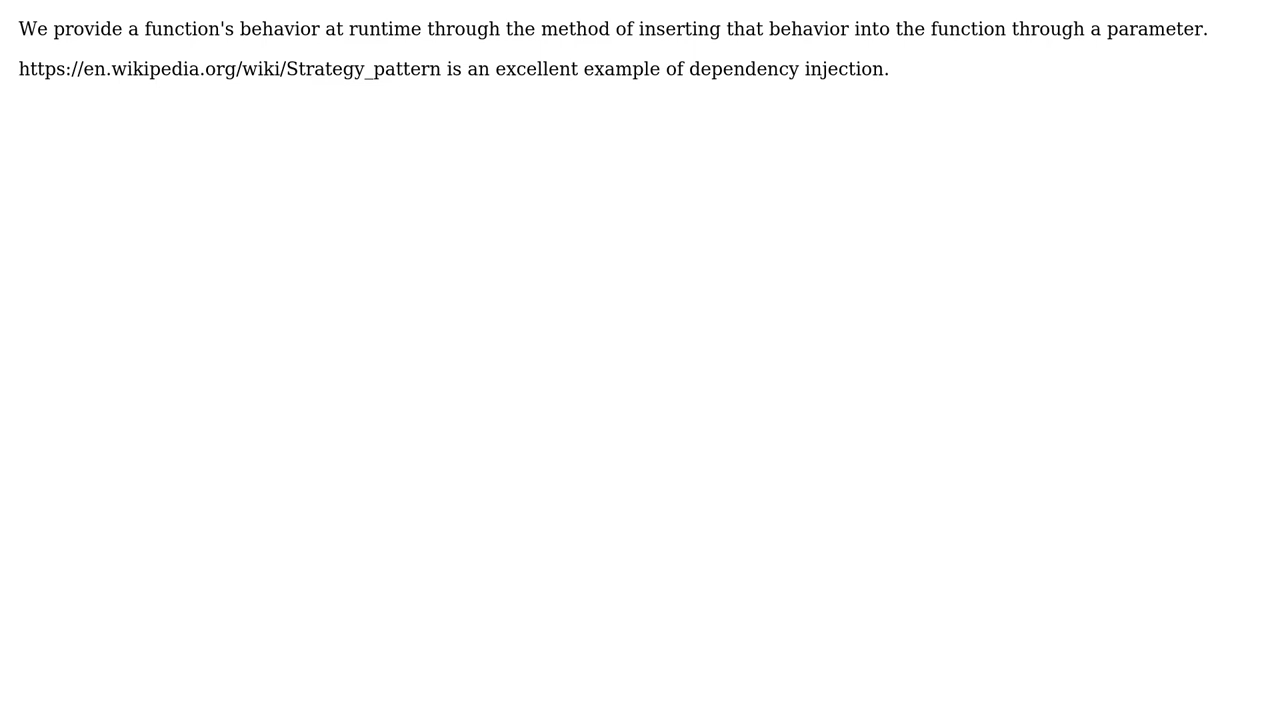 We provide a function's behavior at runtime through the method of inserting that behavior into the function through a parameter.
https://en.wikipedia.org/wiki/Strategy_pattern is an excellent example of dependency injection.